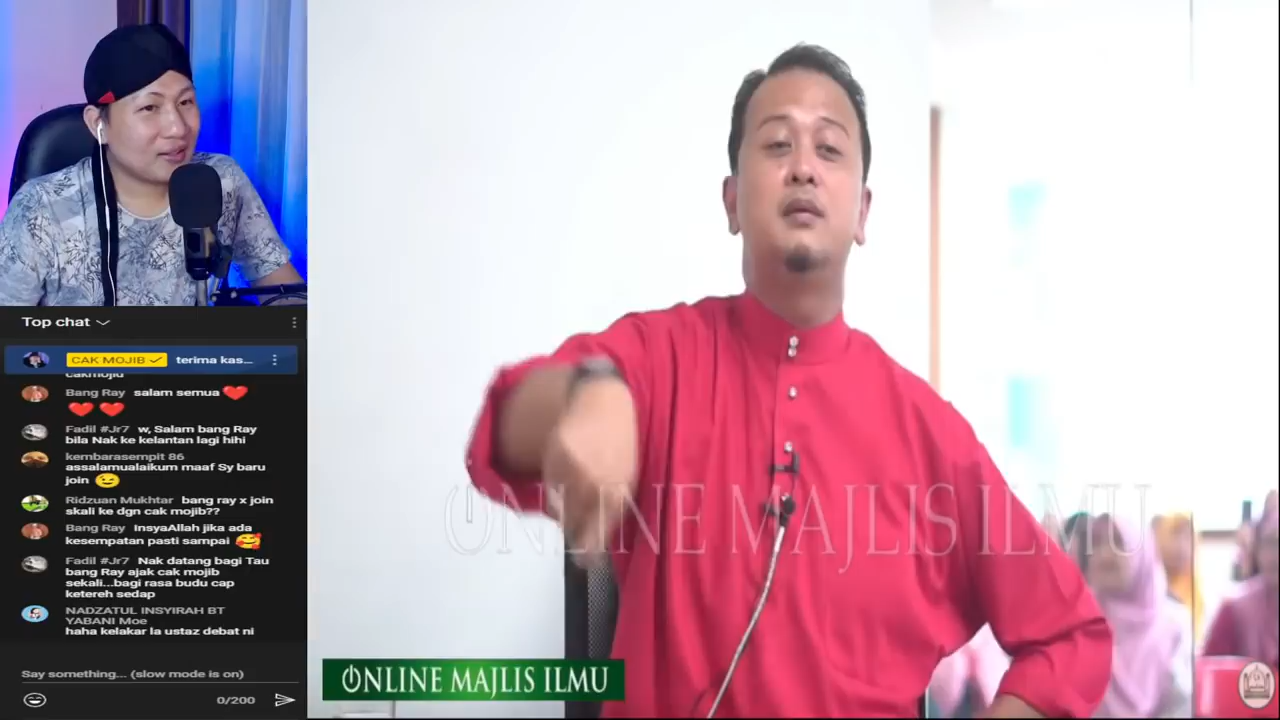 Top chat
CAK MOJIB terima kas...
cakmojid
Bang Ray salam semua
Fadil #Jr7 w, Salam bang Ray
bila Nak ke kelantan lagi hihi
kembarasempit 86
assalamualaikum maaf Sy baru
join
Ridzuan Mukhtar bang ray x join
skali ke dgn cak mojib??
Bang Ray InsyaAllah jika ada
kesempatan pasti sampai
Fadil #Jr7 Nak datang bagi Tau
bang Ray ajak cak mojib
sekali...bagi rasa budu cap
ketereh sedap
NADZATUL INSYIRAH BT
YABANI Moe
haha kelakar la ustaz debat ni
Say something... (slow mode is on)
0/200
ONLINE MAJLIS ILMU
ONLINE MAJLIS ILMU